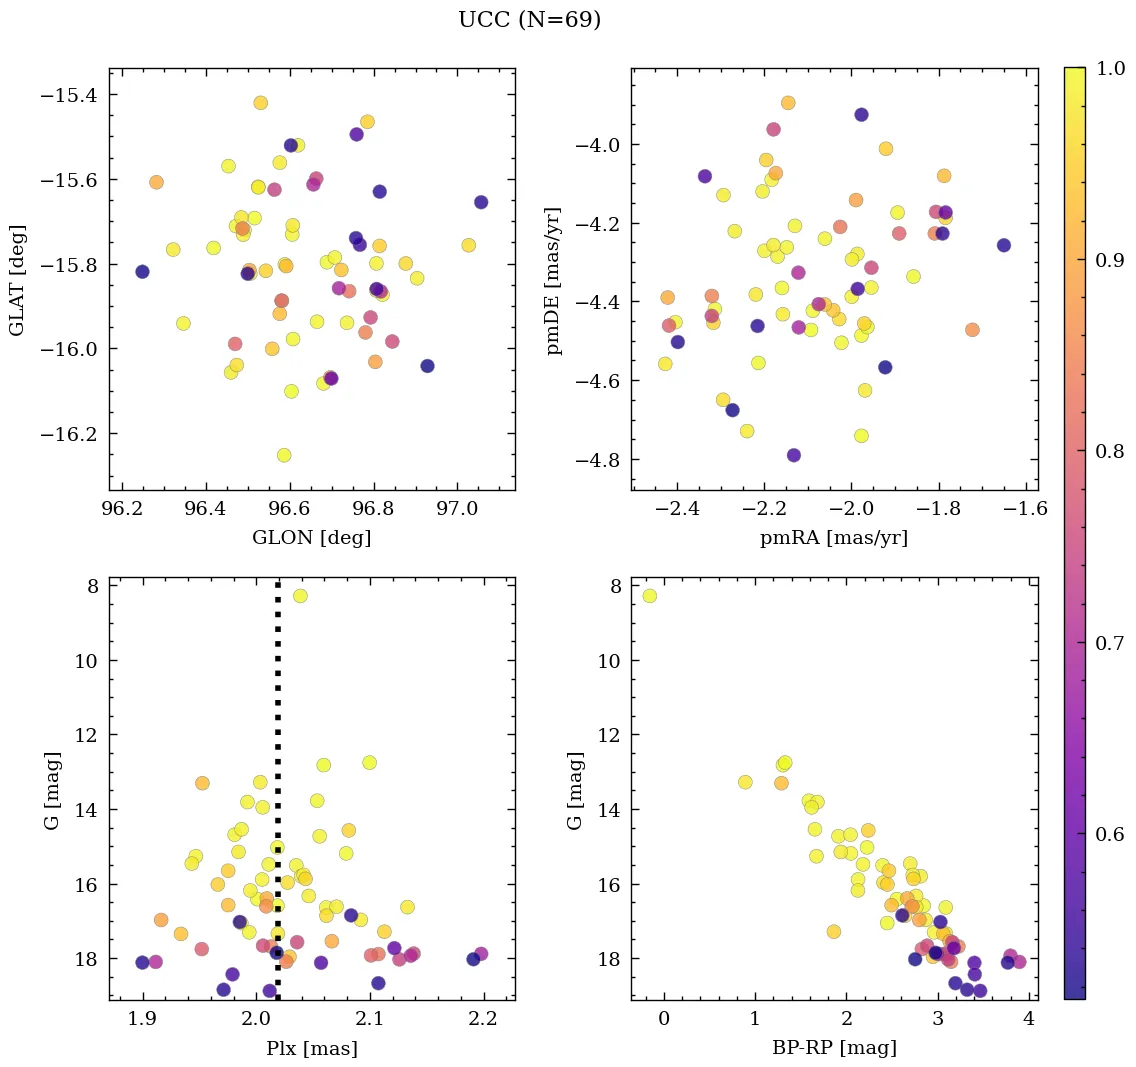 UCC (N=69)
−15.4
−15.6
−15.8
−16.0
−16.2
GLAT [deg]
96.2 96.4 96.6 96.8 97.0
GLON [deg]
−4.0
−4.2
−4.4
−4.6
−4.8
pmDE [mas/yr]
−2.4 −2.2 −2.0 −1.8 −1.6
pmRA [mas/yr]
1.0
0.9
0.8
0.7
0.6
8
10
12
14
16
18
G [mag]
1.9 2.0 2.1 2.2
Plx [mas]
8
10
12
14
16
18
G [mag]
0 1 2 3 4
BP-RP [mag]